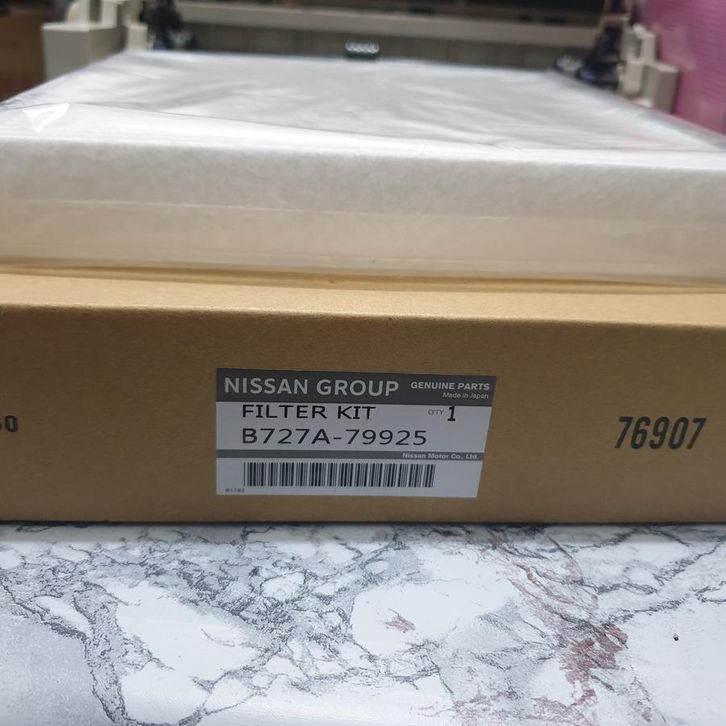 NISSAN GROUP GENUINE PARTS
Made in Japan
FILTER KIT QTY 1
B727A-79925
Nissan Motor Co., Ltd.
76907